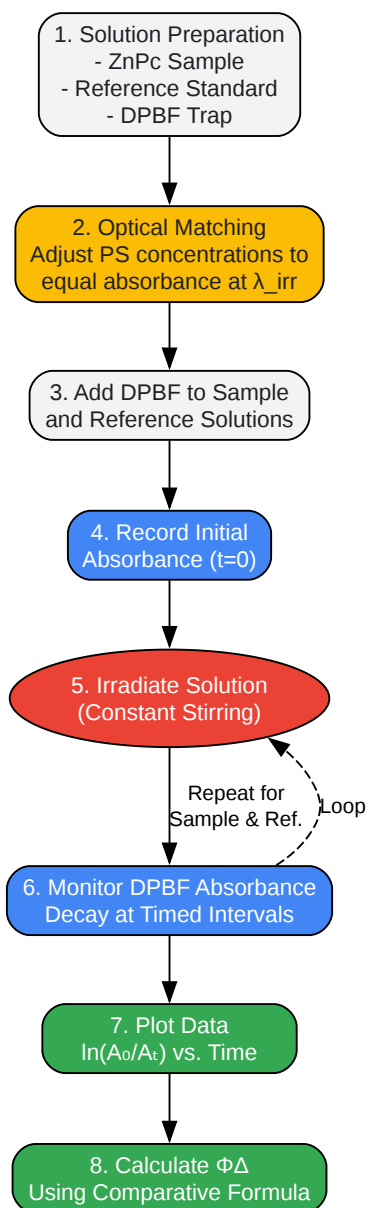 1. Solution Preparation
- ZnPc Sample
- Reference Standard
- DPBF Trap
2. Optical Matching
Adjust PS concentrations to
equal absorbance at λ_irr
3. Add DPBF to Sample
and Reference Solutions
4. Record Initial
Absorbance (t=0)
5. Irradiate Solution
(Constant Stirring)
Repeat for
Sample & Ref.
Loop
6. Monitor DPBF Absorbance
Decay at Timed Intervals
7. Plot Data
ln(A₀/Aₜ) vs. Time
8. Calculate ΦΔ
Using Comparative Formula